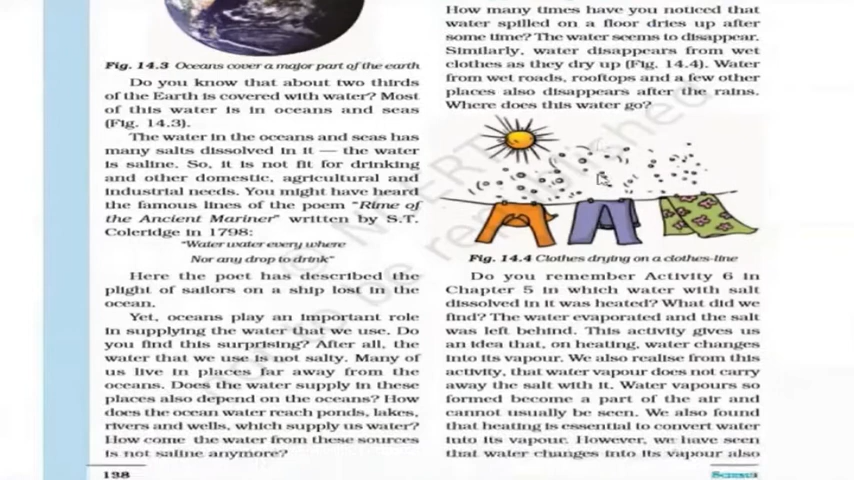 Fig. 14.3 Oceans cover a major part of the earth
Do you know that about two thirds
of the Earth is covered with water? Most
of this water is in oceans and seas
(Fig. 14.3).
The water in the oceans and seas has
many salts dissolved in it — the water
is saline. So, it is not fit for drinking
and other domestic, agricultural and
industrial needs. You might have heard
the famous lines of the poem "Rime of
the Ancient Mariner" written by S.T.
Coleridge in 1798:
"Water water every where
Nor any drop to drink"
Here the poet has described the
plight of sailors on a ship lost in the
ocean.
Yet, oceans play an important role
in supplying the water that we use. Do
you find this surprising? After all, the
water that we use is not salty. Many of
us live in places far away from the
oceans. Does the water supply in these
places also depend on the oceans? How
does the ocean water reach ponds, lakes,
rivers and wells, which supply us water?
How come the water from these sources
is not saline anymore?
138
How many times have you noticed that
water spilled on a floor dries up after
some time? The water seems to disappear.
Similarly, water disappears from wet
clothes as they dry up (Fig. 14.4). Water
from wet roads, rooftops and a few other
places also disappears after the rains.
Where does this water go?
Fig. 14.4 Clothes drying on a clothes-line
Do you remember Activity 6 in
Chapter 5 in which water with salt
dissolved in it was heated? What did we
find? The water evaporated and the salt
was left behind. This activity gives us
an idea that, on heating, water changes
into its vapour. We also realise from this
activity, that water vapour does not carry
away the salt with it. Water vapours so
formed become a part of the air and
cannot usually be seen. We also found
that heating is essential to convert water
into its vapour. However, we have seen
that water changes into its vapour also